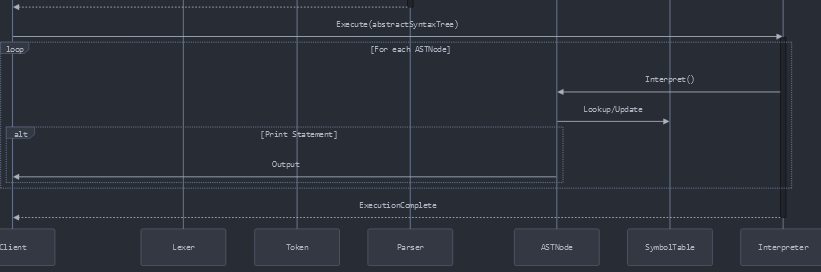 Execute(abstractSyntaxTree)
loop
[For each ASTNode]
Interpret()
Lookup/Update
alt
[Print Statement]
Output
ExecutionComplete
Client
Lexer
Token
Parser
ASTNode
SymbolTable
Interpreter